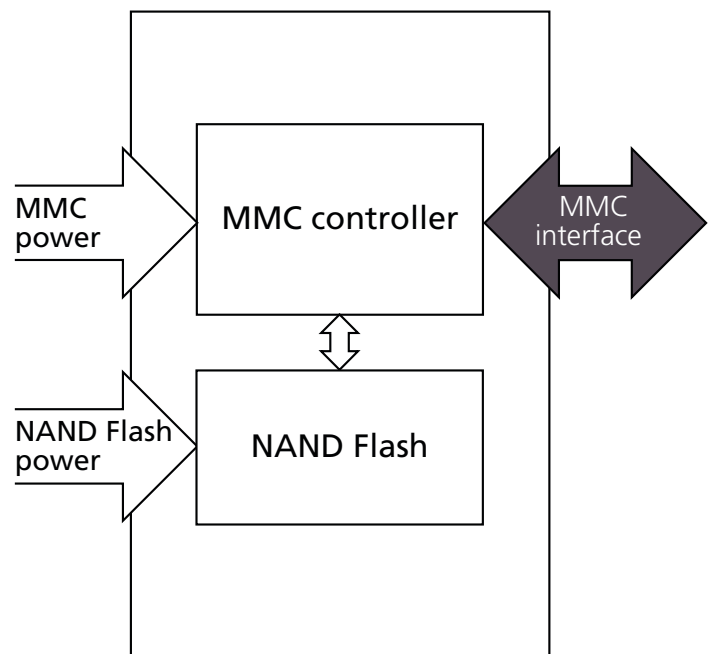 MMC
power
MMC controller
MMC
interface
NAND Flash
power
NAND Flash